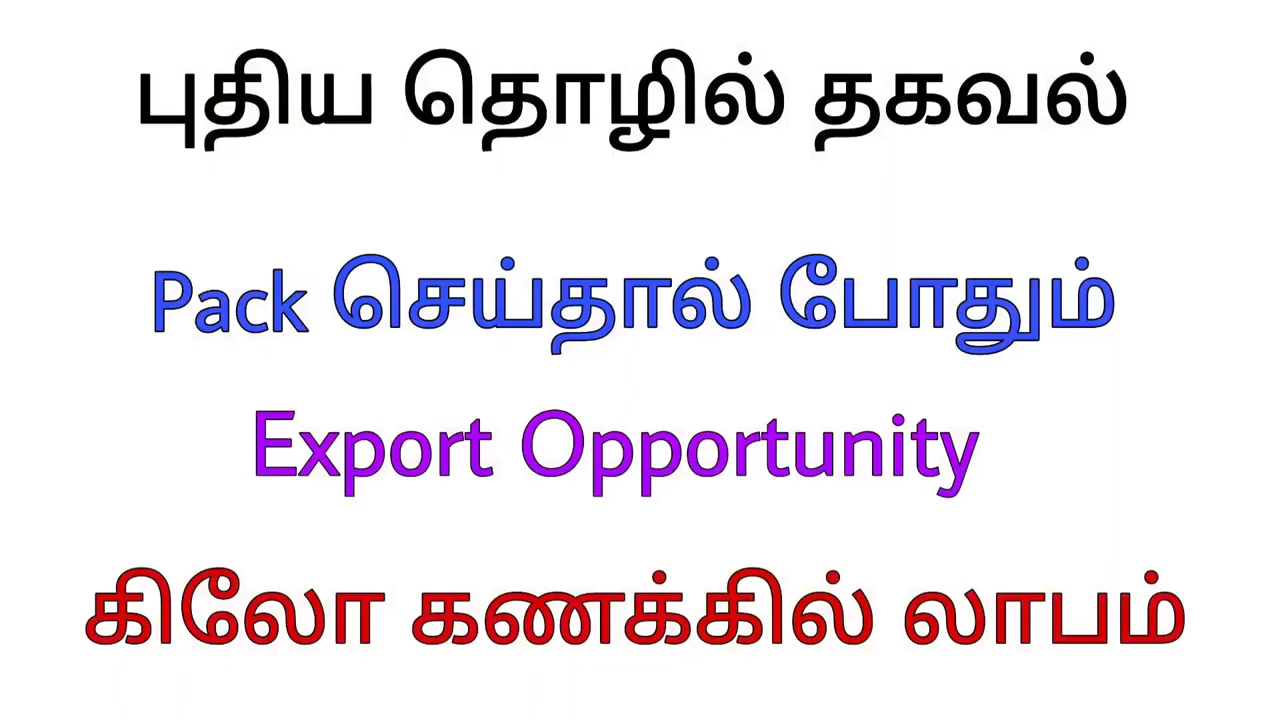 புதிய தொழில் தகவல்
Pack செய்தால் போதும்
Export Opportunity
கிலோ கணக்கில் லாபம்